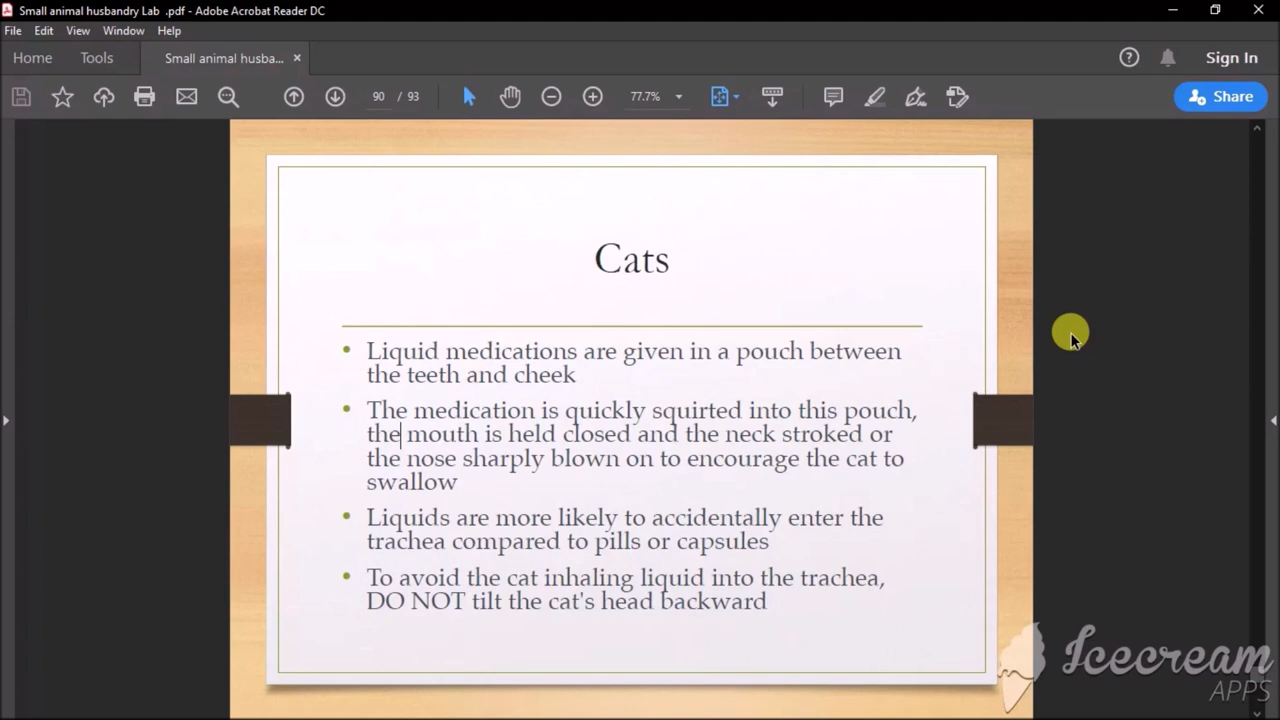 Small animal husbandry Lab .pdf - Adobe Acrobat Reader DC
File Edit View Window Help
Home Tools Small animal husba... × Sign In
90 / 93 77.7% Share
Cats
• Liquid medications are given in a pouch between
the teeth and cheek
• The medication is quickly squirted into this pouch,
the mouth is held closed and the neck stroked or
the nose sharply blown on to encourage the cat to
swallow
• Liquids are more likely to accidentally enter the
trachea compared to pills or capsules
• To avoid the cat inhaling liquid into the trachea,
DO NOT tilt the cat's head backward
Icecream
APPS